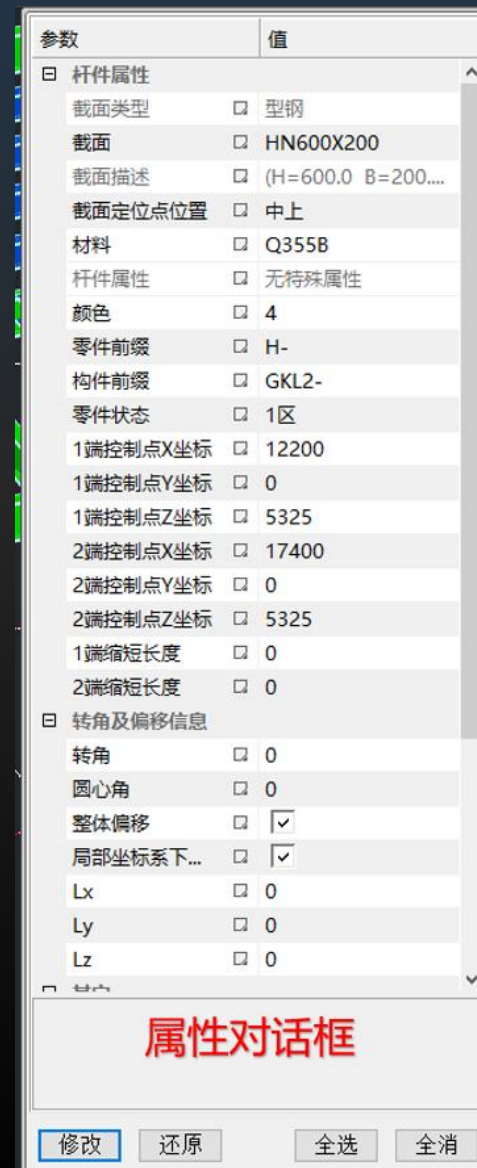 参数 值
杆件属性
截面类型 型钢
截面 HN600X200
截面描述 (H=600.0 B=200....
截面定位点位置 中上
材料 Q355B
杆件属性 无特殊属性
颜色 4
零件前缀 H-
构件前缀 GKL2-
零件状态 1区
1端控制点X坐标 12200
1端控制点Y坐标 0
1端控制点Z坐标 5325
2端控制点X坐标 17400
2端控制点Y坐标 0
2端控制点Z坐标 5325
1端缩短长度 0
2端缩短长度 0
转角及偏移信息
转角 0
圆心角 0
整体偏移
局部坐标系下...
Lx 0
Ly 0
Lz 0
属性对话框
修改 还原 全选 全消